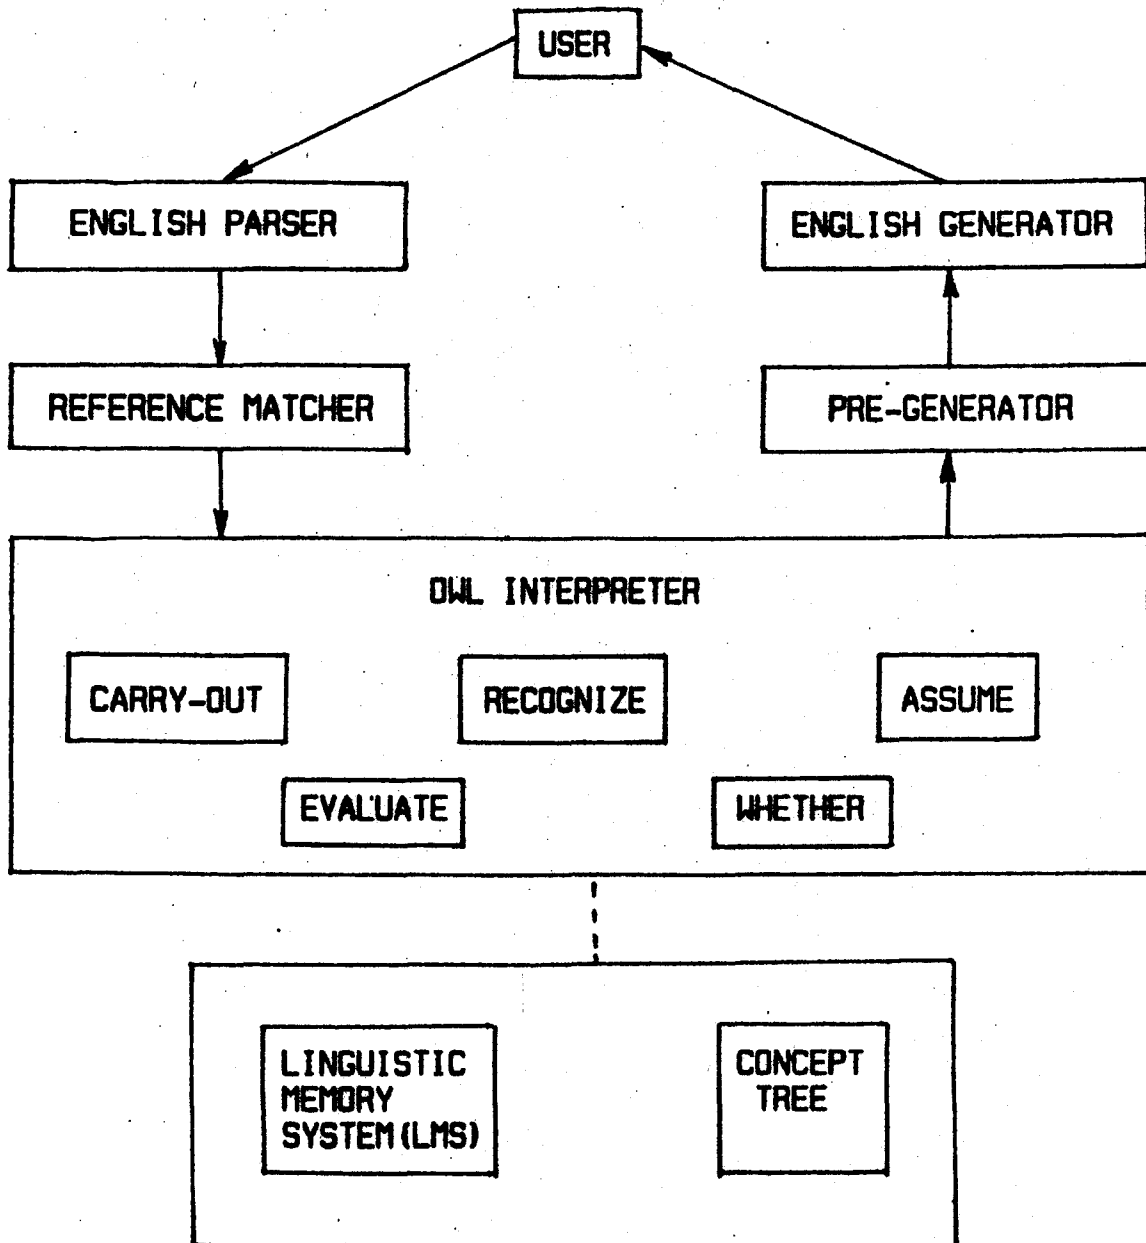 USER
ENGLISH PARSER
ENGLISH GENERATOR
REFERENCE MATCHER
PRE-GENERATOR
OWL INTERPRETER
CARRY-OUT
RECOGNIZE
ASSUME
EVALUATE
WHETHER
LINGUISTIC
MEMORY
SYSTEM(LMS)
CONCEPT
TREE